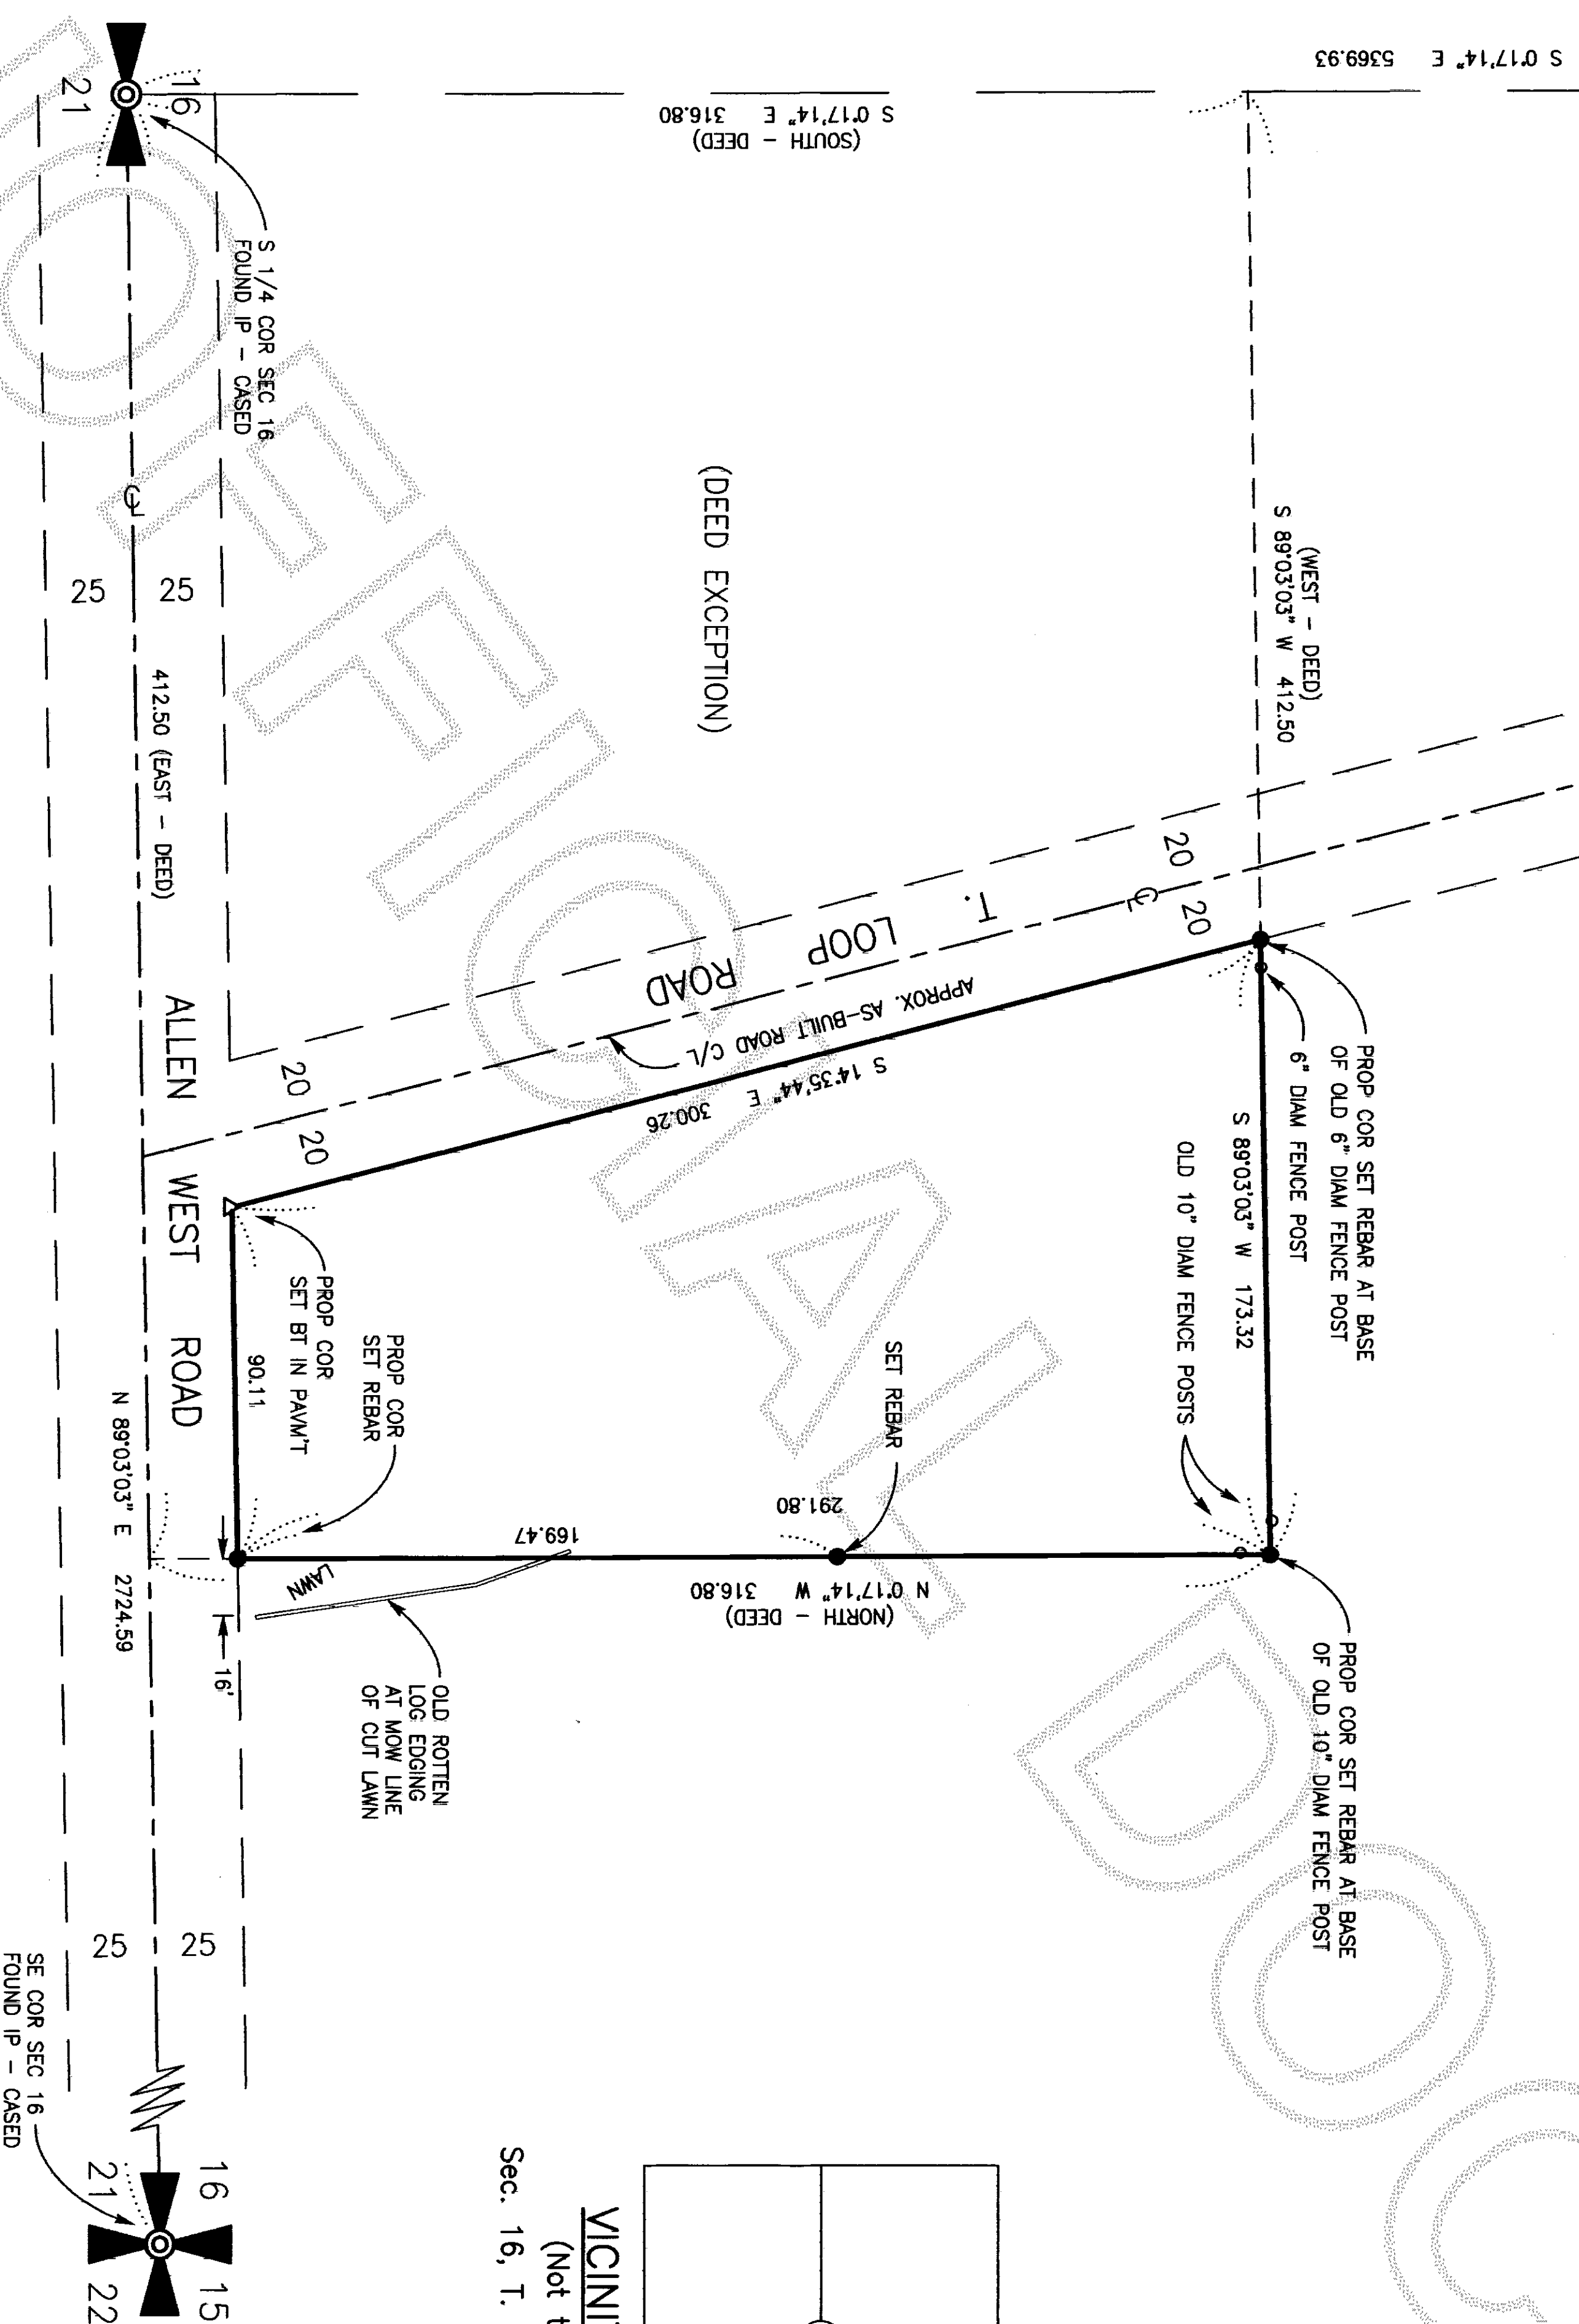 S 0°17'14" E 5369.93
S 0°17'14" E 316.80
(SOUTH - DEED)
16
21
S 1/4 COR SEC 16
FOUND IP - CASED
(WEST - DEED)
S 89°03'03" W 412.50
(DEED EXCEPTION)
25
25
412.50 (EAST - DEED)
20
20
T. LOOP ROAD
APPROX. AS-BUILT ROAD C/L
S 14°35'44" E 300.26
20
20
ALLEN WEST ROAD
PROP COR SET REBAR AT BASE
OF OLD 6" DIAM FENCE POST
6" DIAM FENCE POST
S 89°03'03" W 173.32
OLD 10" DIAM FENCE POSTS
PROP COR
SET BT IN PAVM'T
90.11
PROP COR
SET REBAR
SET REBAR
291.80
169.47
N 0°17'14" W 316.80
(NORTH - DEED)
LAWN
16'
N 89°03'03" E 2724.59
OLD ROTTEN
LOG EDGING
AT MOW LINE
OF CUT LAWN
PROP COR SET REBAR AT BASE
OF OLD 10" DIAM FENCE POST
25
25
SE COR SEC 16
FOUND IP - CASED
16
15
21
22
VICINI
(Not t
Sec. 16, T.
OFFICIAL DOC